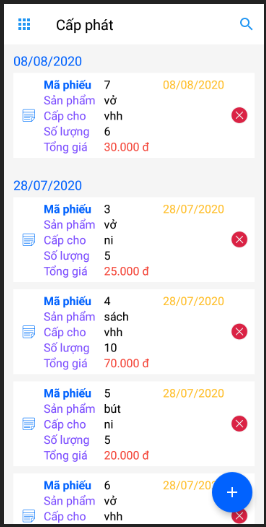 Cấp phát
08/08/2020
Mã phiếu 7 08/08/2020
Sản phẩm vở
Cấp cho vhh
Số lượng 6
Tổng giá 30.000 đ
28/07/2020
Mã phiếu 3 28/07/2020
Sản phẩm vở
Cấp cho ni
Số lượng 5
Tổng giá 25.000 đ
Mã phiếu 4 28/07/2020
Sản phẩm sách
Cấp cho vhh
Số lượng 10
Tổng giá 70.000 đ
Mã phiếu 5 28/07/2020
Sản phẩm bút
Cấp cho ni
Số lượng 5
Tổng giá 20.000 đ
Mã phiếu 6 28/07/
Sản phẩm vở
Cấp cho vhh